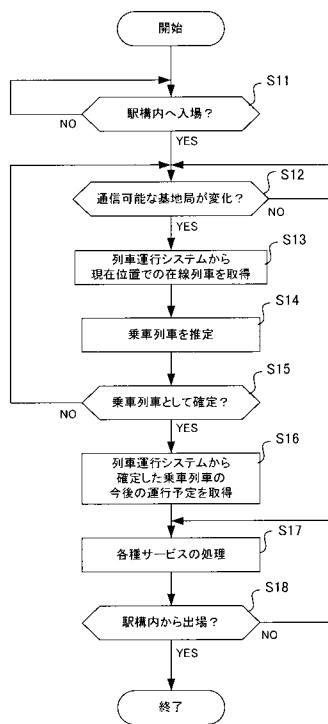 開始
S11
駅構内へ入場？
NO
YES
S12
通信可能な基地局が変化？
NO
YES
S13
列車運行システムから
現在位置での在線列車を取得
S14
乗車列車を推定
S15
乗車列車として確定？
NO
YES
S16
列車運行システムから
確定した乗車列車の
今後の運行予定を取得
S17
各種サービスの処理
S18
駅構内から出場？
NO
YES
終了